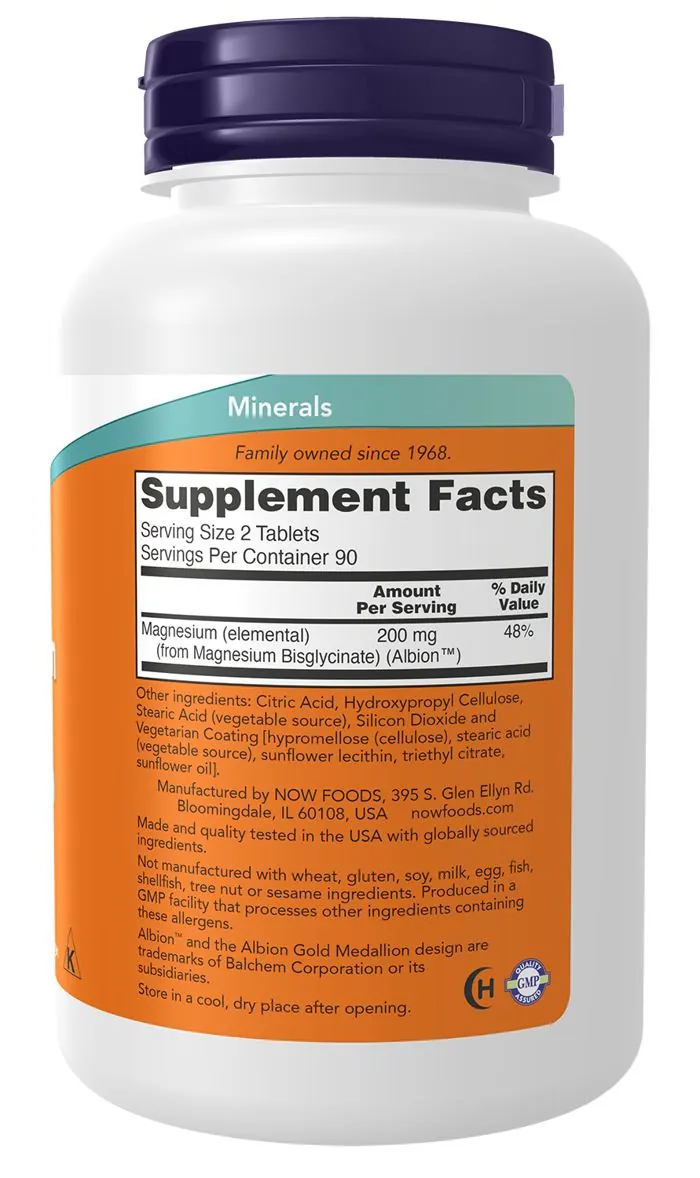 Minerals
Family owned since 1968.
Supplement Facts
Serving Size 2 Tablets
Servings Per Container 90
Amount Per Serving
% Daily Value
Magnesium (elemental) 200 mg 48%
(from Magnesium Bisglycinate) (Albion™)
Other ingredients: Citric Acid, Hydroxypropyl Cellulose,
Stearic Acid (vegetable source), Silicon Dioxide and
Vegetarian Coating [hypromellose (cellulose), stearic acid
(vegetable source), sunflower lecithin, triethyl citrate,
sunflower oil].
Manufactured by NOW FOODS, 395 S. Glen Ellyn Rd.
Bloomingdale, IL 60108, USA nowfoods.com
Made and quality tested in the USA with globally sourced
ingredients.
Not manufactured with wheat, gluten, soy, milk, egg, fish,
shellfish, tree nut or sesame ingredients. Produced in a
GMP facility that processes other ingredients containing
these allergens.
Albion™ and the Albion Gold Medallion design are
trademarks of Balchem Corporation or its
subsidiaries.
Store in a cool, dry place after opening.
K
H
QUALITY
GMP
ASSURED